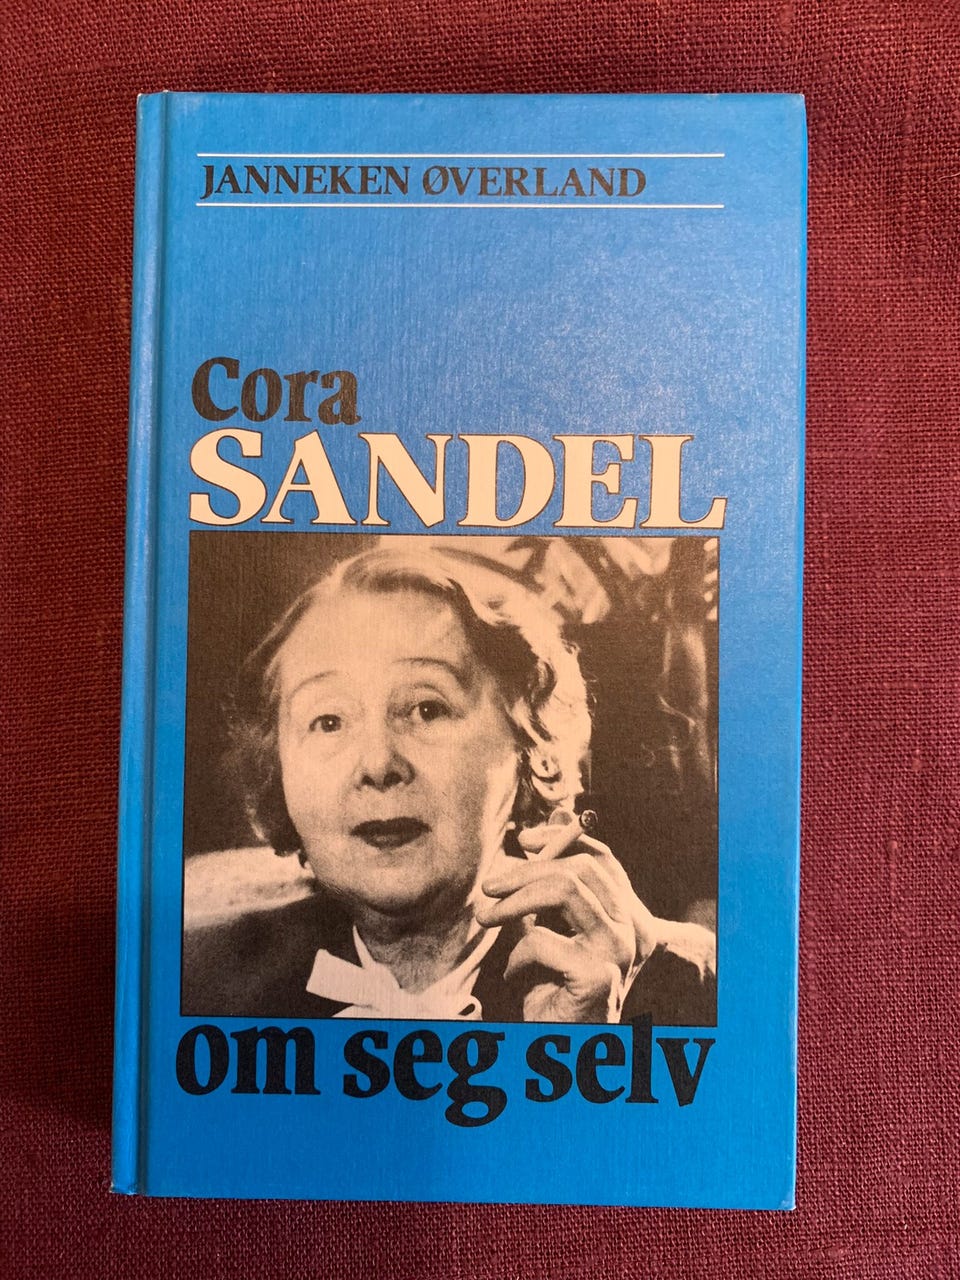 JANNEKEN ØVERLAND
Cora
SANDEL
om seg selv